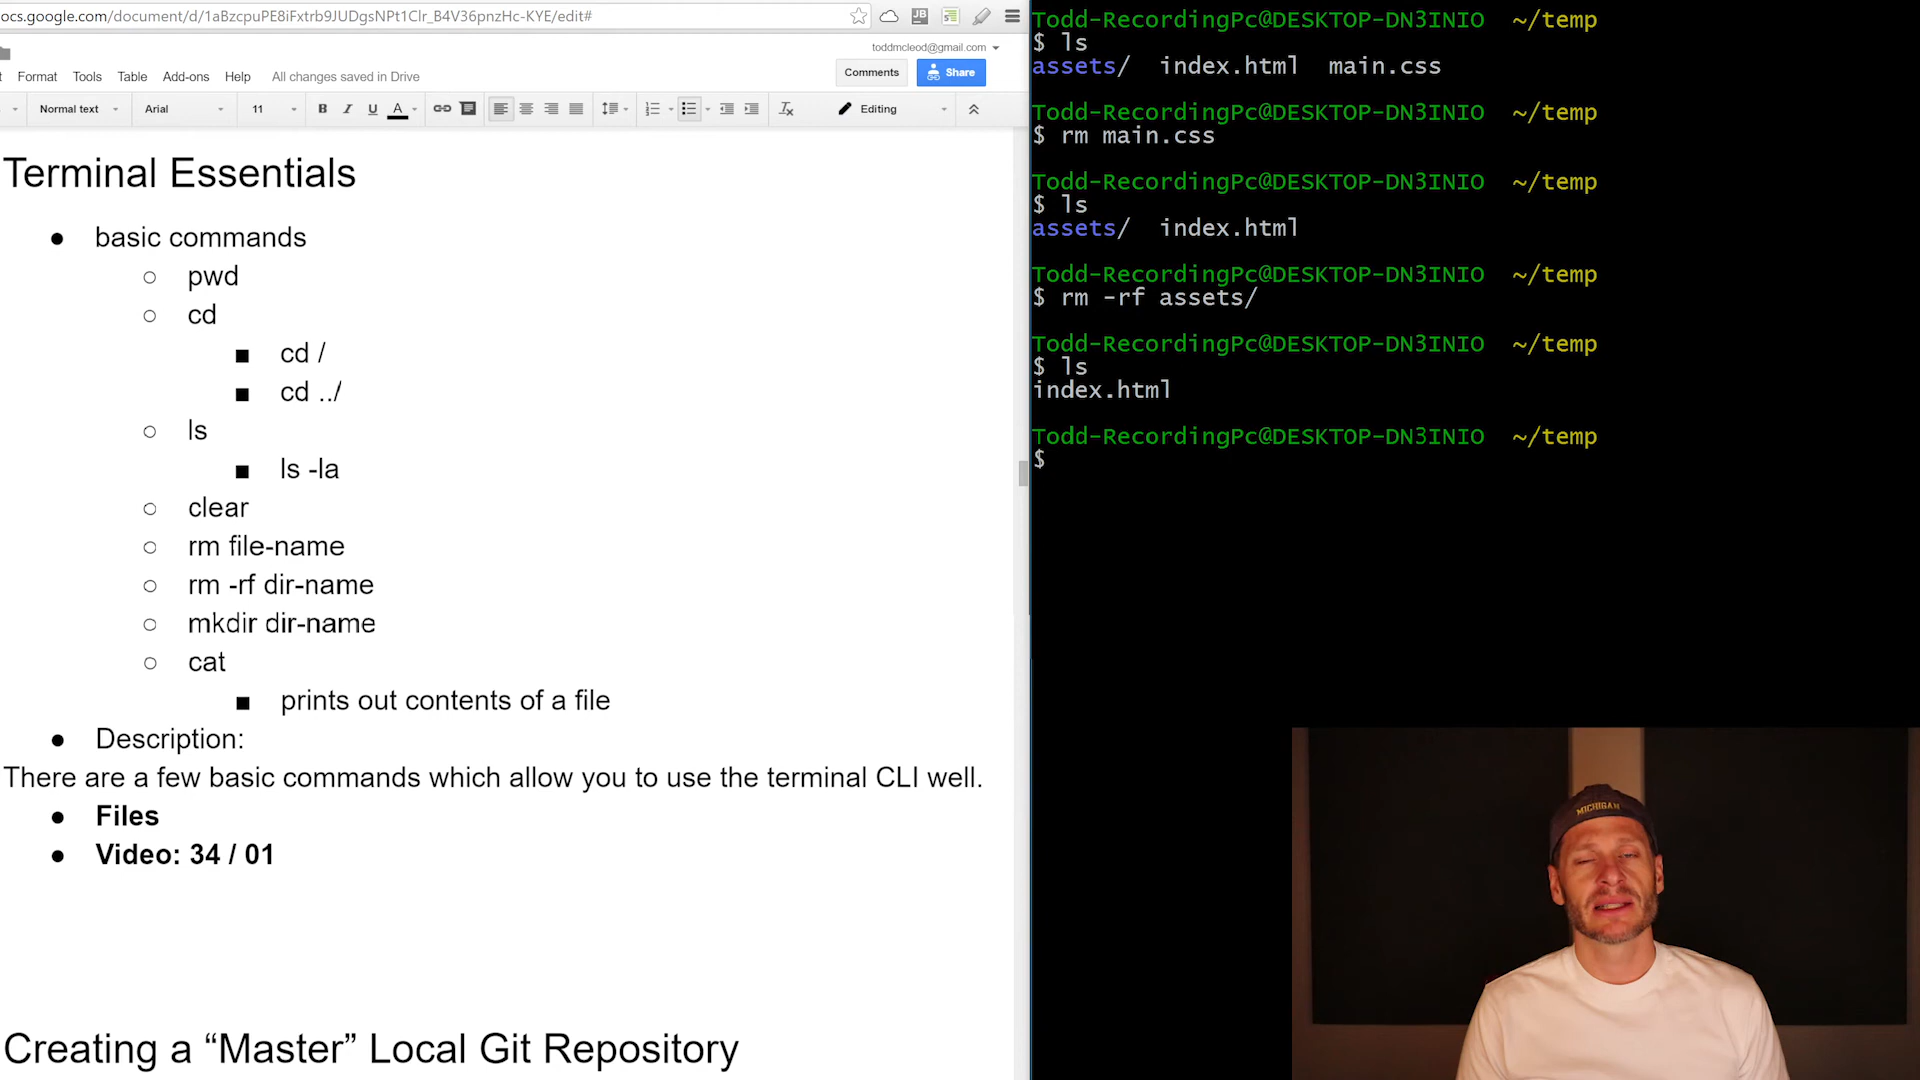 ocs.google.com/document/d/1aBzcpuPE8iFxtrb9JUDgsNPt1Clr_B4V36pnzHc-KYE/edit#
toddmcleod@gmail.com
Format Tools Table Add-ons Help All changes saved in Drive
Comments Share
Normal text Arial 11 B I U A Editing
Terminal Essentials
basic commands
pwd
cd
cd /
cd ../
ls
ls -la
clear
rm file-name
rm -rf dir-name
mkdir dir-name
cat
prints out contents of a file
Description:
There are a few basic commands which allow you to use the terminal CLI well.
Files
Video: 34 / 01
Creating a “Master” Local Git Repository
Todd-RecordingPc@DESKTOP-DN3INIO ~/temp
$ ls
assets/ index.html main.css
Todd-RecordingPc@DESKTOP-DN3INIO ~/temp
$ rm main.css
Todd-RecordingPc@DESKTOP-DN3INIO ~/temp
$ ls
assets/ index.html
Todd-RecordingPc@DESKTOP-DN3INIO ~/temp
$ rm -rf assets/
Todd-RecordingPc@DESKTOP-DN3INIO ~/temp
$ ls
index.html
Todd-RecordingPc@DESKTOP-DN3INIO ~/temp
$
MICHIGAN